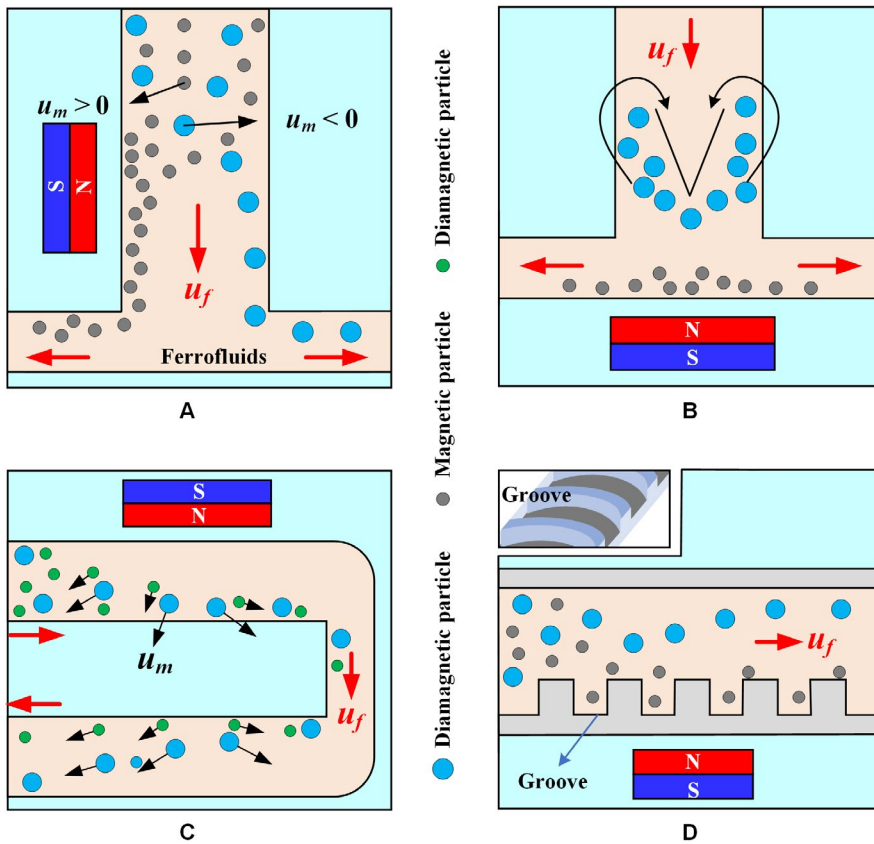 u_m > 0
u_m < 0
S
N
u_f
Ferrofluids
A
u_f
N
S
B
Diamagnetic particle
Magnetic particle
Diamagnetic particle
S
N
u_m
u_f
C
Groove
u_f
Groove
N
S
D